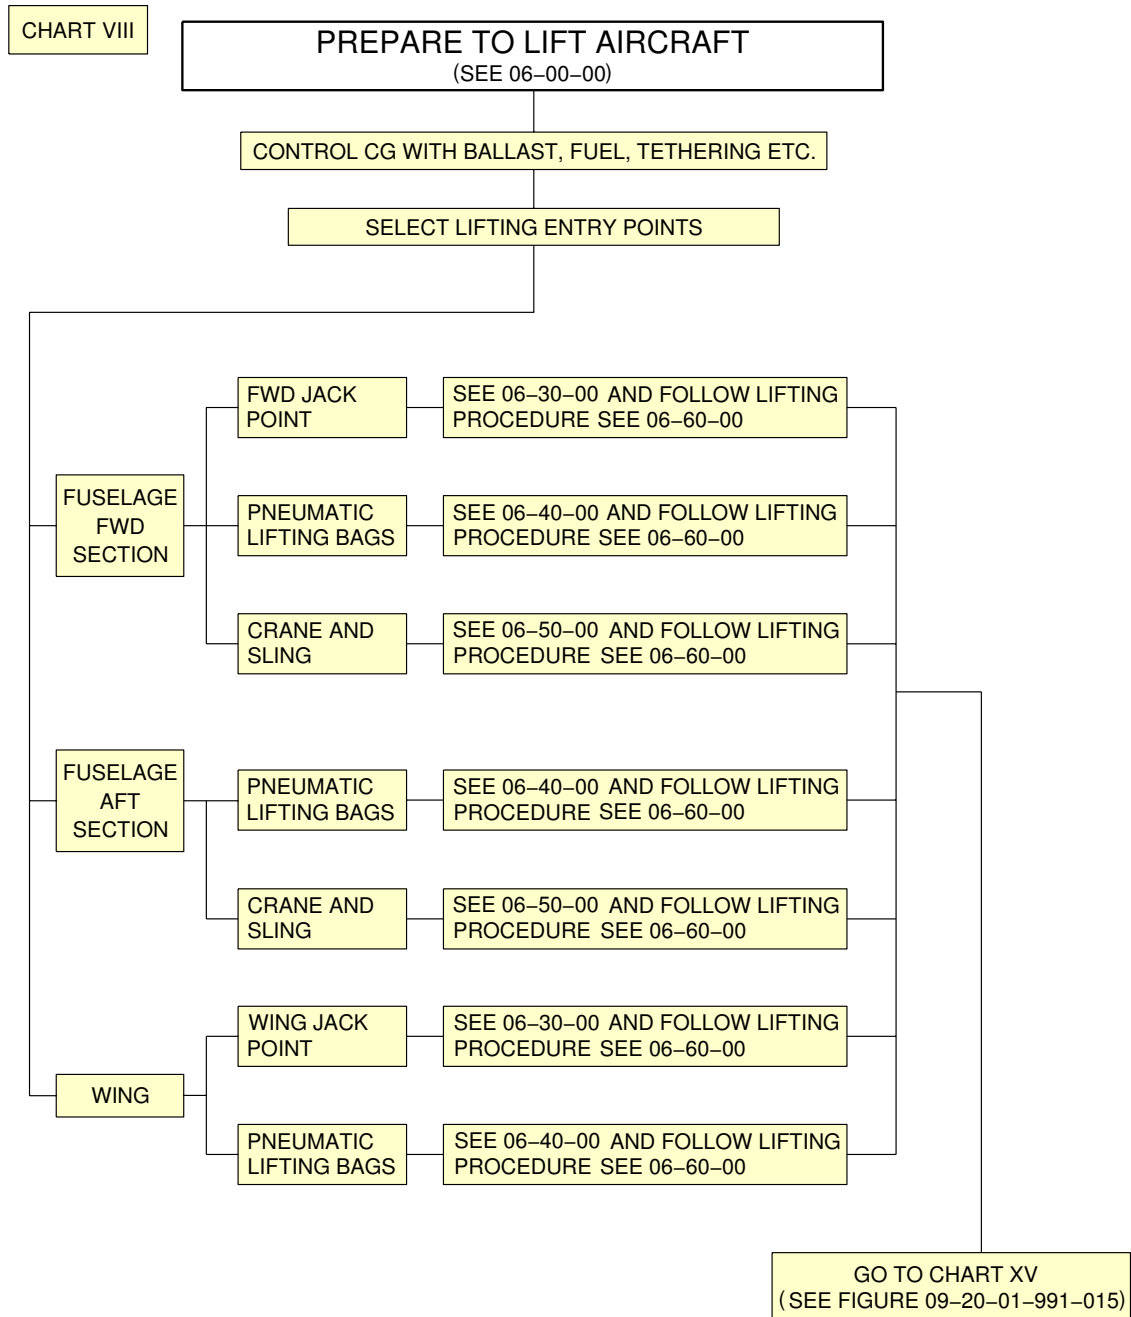 CHART VIII
PREPARE TO LIFT AIRCRAFT
(SEE 06–00–00)
CONTROL CG WITH BALLAST, FUEL, TETHERING ETC.
SELECT LIFTING ENTRY POINTS
FUSELAGE
FWD
SECTION
FWD JACK
POINT
SEE 06–30–00 AND FOLLOW LIFTING
PROCEDURE SEE 06–60–00
PNEUMATIC
LIFTING BAGS
SEE 06–40–00 AND FOLLOW LIFTING
PROCEDURE SEE 06–60–00
CRANE AND
SLING
SEE 06–50–00 AND FOLLOW LIFTING
PROCEDURE SEE 06–60–00
FUSELAGE
AFT
SECTION
PNEUMATIC
LIFTING BAGS
SEE 06–40–00 AND FOLLOW LIFTING
PROCEDURE SEE 06–60–00
CRANE AND
SLING
SEE 06–50–00 AND FOLLOW LIFTING
PROCEDURE SEE 06–60–00
WING
WING JACK
POINT
SEE 06–30–00 AND FOLLOW LIFTING
PROCEDURE SEE 06–60–00
PNEUMATIC
LIFTING BAGS
SEE 06–40–00 AND FOLLOW LIFTING
PROCEDURE SEE 06–60–00
GO TO CHART XV
(SEE FIGURE 09–20–01–991–015)